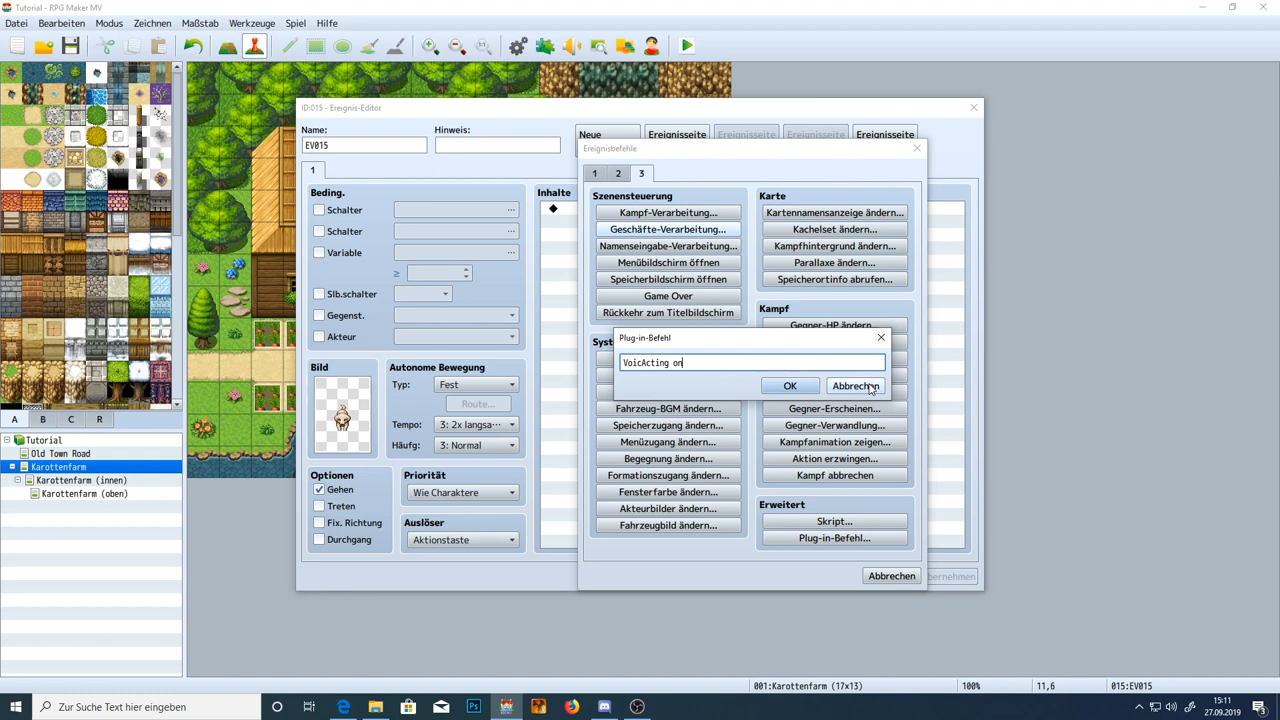 Tutorial - RPG Maker MV
Datei Bearbeiten Modus Zeichnen Maßstab Werkzeuge Spiel Hilfe
ID:015 - Ereignis-Editor
Name: Hinweis:
EV015
Neue Ereignisseite Ereignisseite Ereignisseite Ereignisseite
Ereignisbefehle
1
1 2 3
Beding.
Inhalte
Schalter ...
Schalter ...
Variable ...
≥
Slb.schalter
Gegenst.
Akteur
Bild
Autonome Bewegung
Typ: Fest
Route...
Tempo: 3: 2x langsa...
Häufg: 3: Normal
Optionen
Gehen
Treten
Fix. Richtung
Durchgang
Priorität
Wie Charaktere
Auslöser
Aktionstaste
Szenensteuerung
Kampf-Verarbeitung...
Geschäfte-Verarbeitung...
Namenseingabe-Verarbeitung...
Menübildschirm öffnen
Speicherbildschirm öffnen
Game Over
Rückkehr zum Titelbildschirm
Karte
Kartennamensanzeige ändern...
Kachelset ändern...
Kampfhintergrund ändern...
Parallaxe ändern...
Speicherortinfo abrufen...
Kampf
Gegner-HP ändern...
Plug-in-Befehl
VoicActing on
OK Abbrechen
Fahrzeug-BGM ändern...
Speicherzugang ändern...
Menüzugang ändern...
Begegnung ändern...
Formationszugang ändern...
Fensterfarbe ändern...
Akteurbilder ändern...
Fahrzeugbild ändern...
Gegner-Erscheinen...
Gegner-Verwandlung...
Kampfanimation zeigen...
Aktion erzwingen...
Kampf abbrechen
Erweitert
Skript...
Plug-in-Befehl...
Abbrechen
A B C R
Tutorial
Old Town Road
Karottenfarm
Karottenfarm (innen)
Karottenfarm (oben)
001:Karottenfarm (17×13) 100% 11,6 015:EV015
Zur Suche Text hier eingeben
15:11
27.09.2019